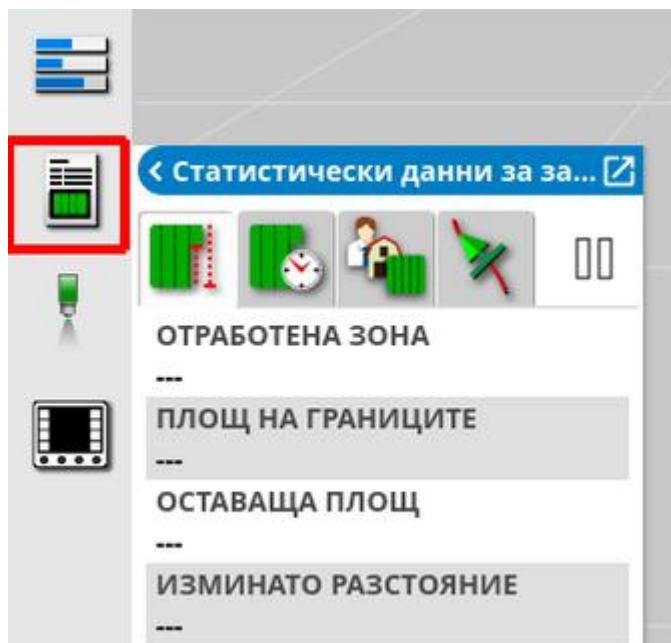 Статистически данни за за...
ОТРАБОТЕНА ЗОНА
---
ПЛОЩ НА ГРАНИЦИТЕ
---
ОСТАВАЩА ПЛОЩ
---
ИЗМИНАТО РАЗСТОЯНИЕ
---